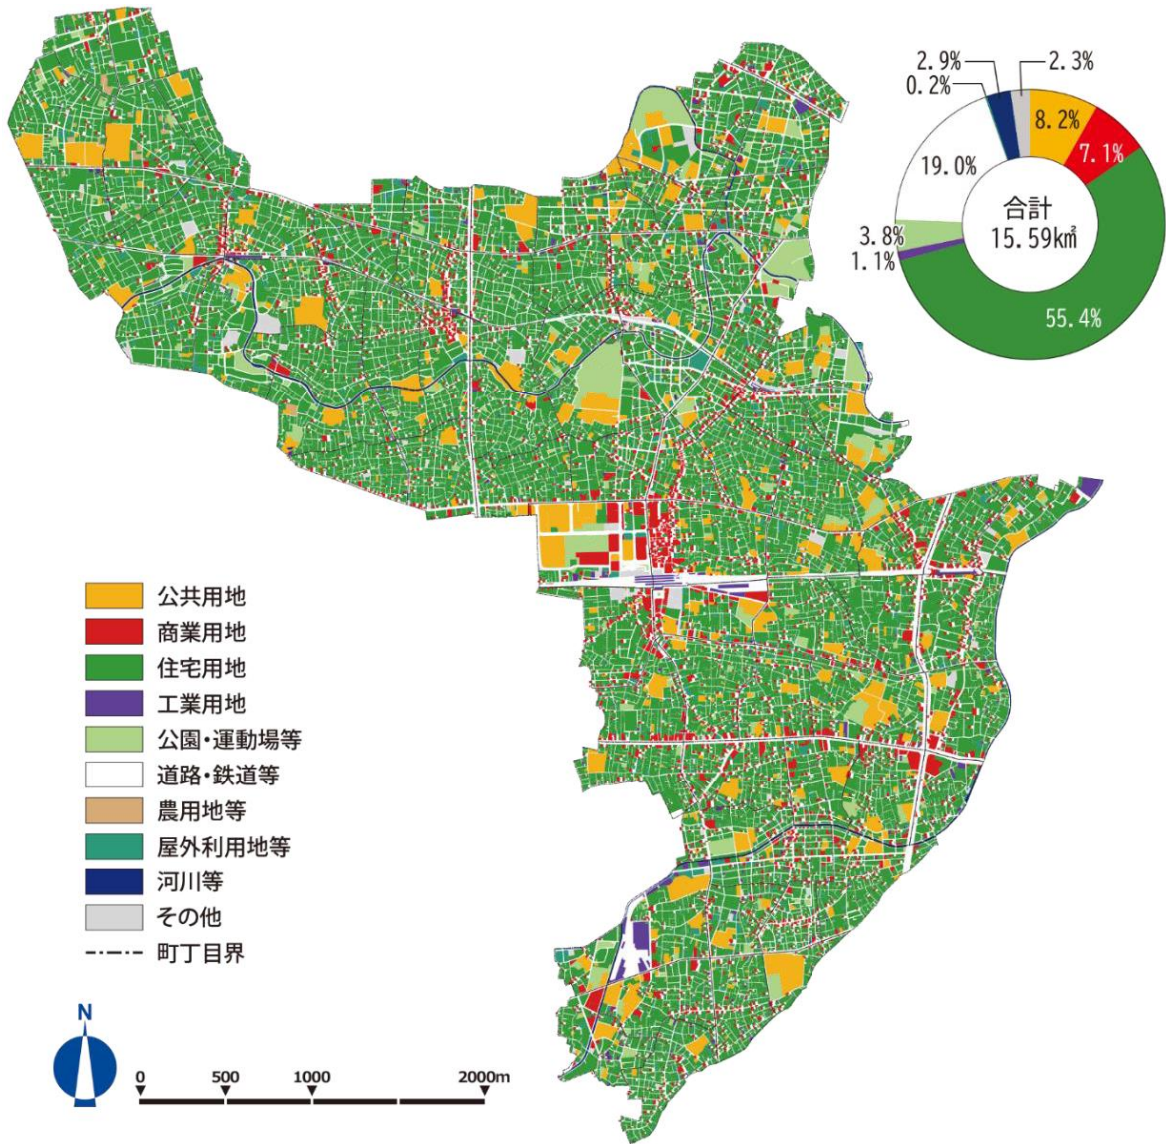 2.9%
2.3%
0.2%
8.2%
7.1%
19.0%
合計
15.59k㎡
3.8%
1.1%
55.4%
公共用地
商業用地
住宅用地
工業用地
公園・運動場等
道路・鉄道等
農用地等
屋外利用地等
河川等
その他
町丁目界
N
0 500 1000 2000m